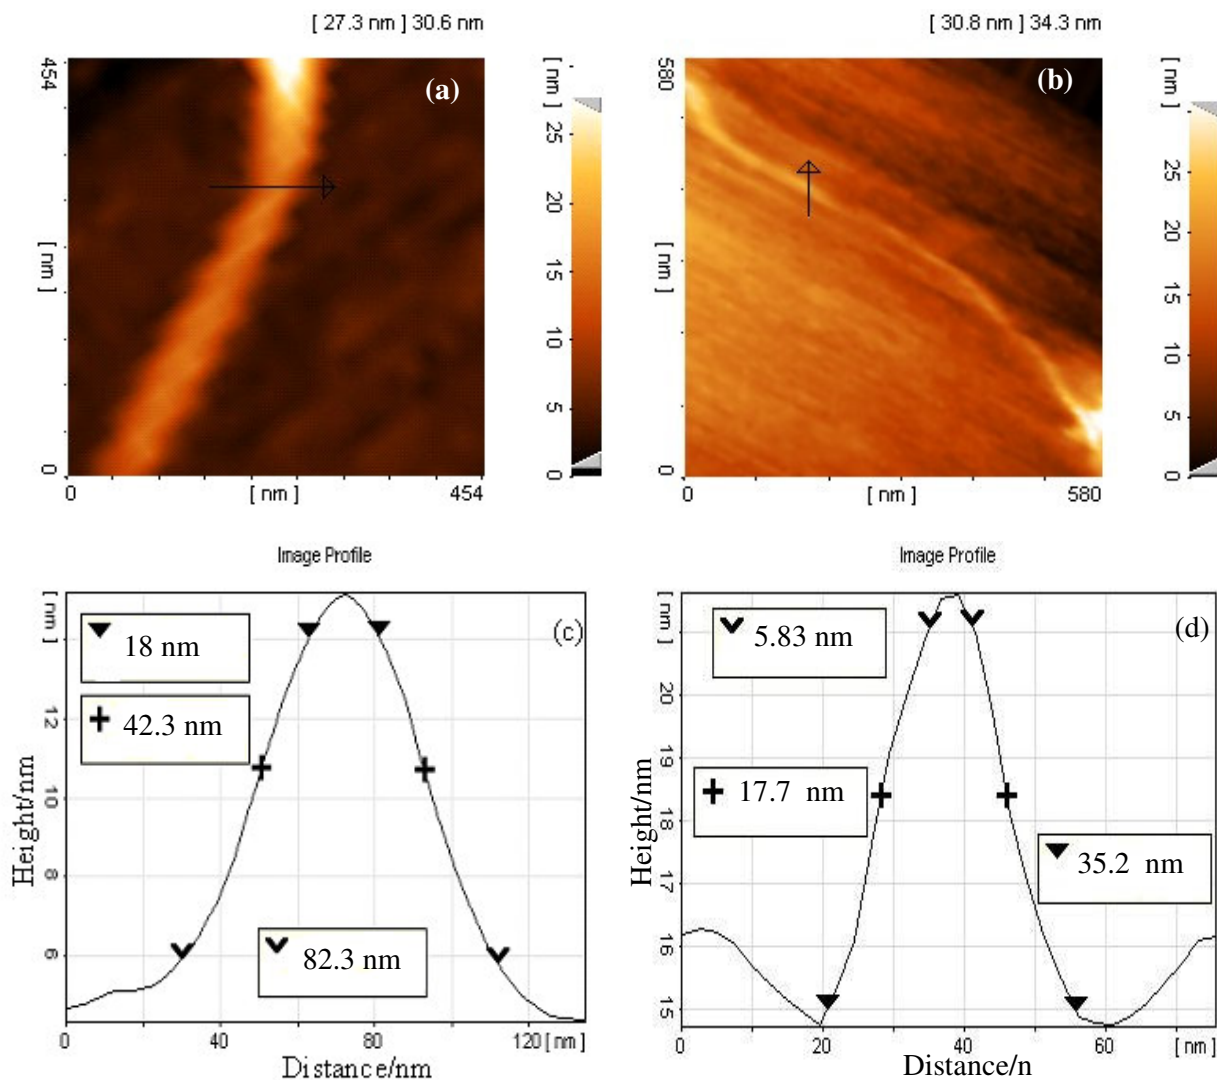 [ 27.3 nm ] 30.6 nm
[ 30.8 nm ] 34.3 nm
(a)
454
[ nm ]
0
0
[ nm ]
454
[ nm ]
25
20
15
10
5
0
(b)
580
[ nm ]
0
0
[ nm ]
580
[ nm ]
25
20
15
10
5
0
Image Profile
[ nm ]
18 nm
42.3 nm
82.3 nm
(c)
Height/nm
12
10
8
6
0
40
80
120 [ nm ]
Distance/nm
Image Profile
[ nm ]
5.83 nm
17.7 nm
35.2 nm
(d)
Height/nm
20
19
18
17
16
15
0
20
40
60
[ nm ]
Distance/n